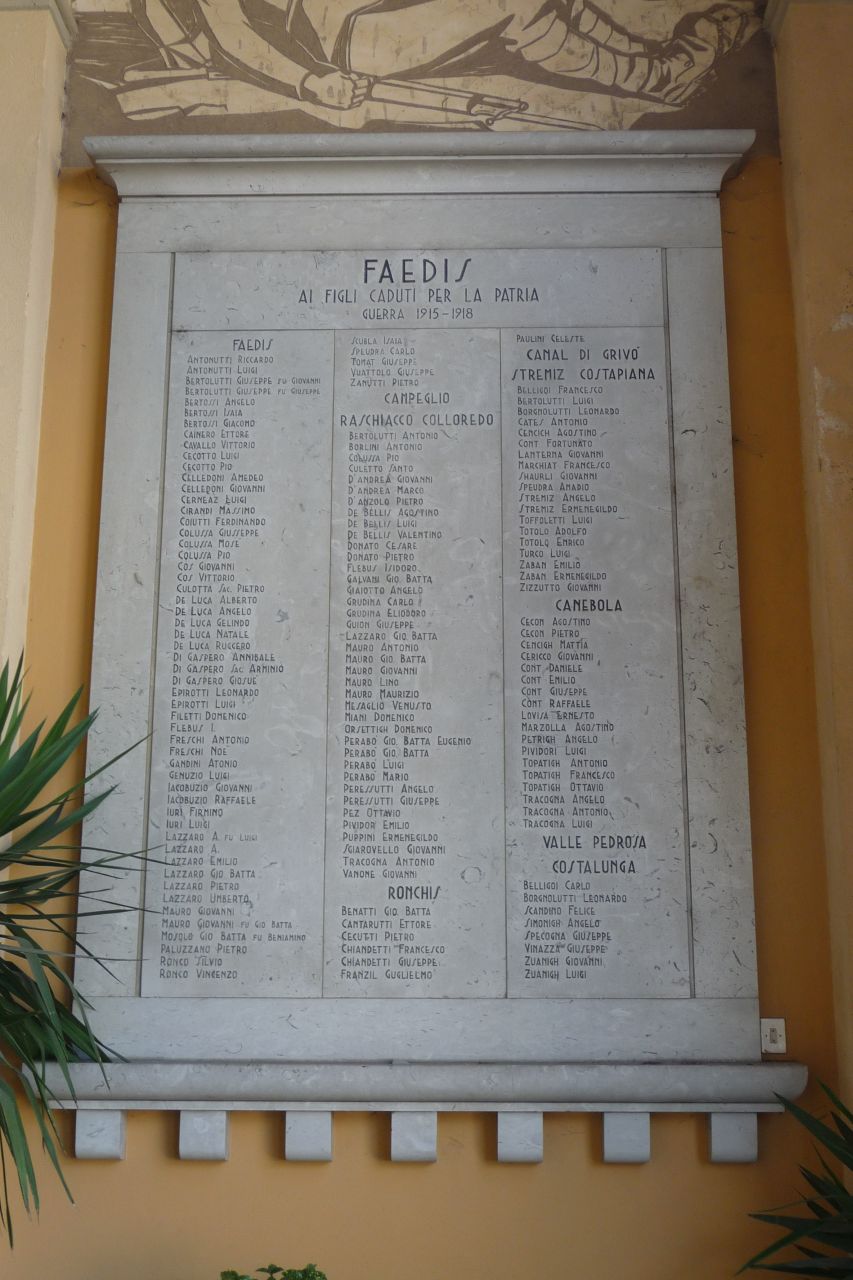 FAEDIS
AI FIGLI CADUTI PER LA PATRIA
GUERRA 1915-1918
FAEDIS
ANTONUTTI RICCARDO
ANTONUTTI LUIGI
BERTOLUTTI GIUSEPPE SU GIOVANNI
BERTOLUTTI GIUSEPPE FU GIUSEPPE
BERTOSSI ANGELO
BERTOSSI ISAIA
BERTOSSI GIACOMO
CAINERO ETTORE
CAVALLO VITTORIO
CECOTTO LUIGI
CECOTTO PIO
CELLEDONI AMEDEO
CELLEDONI GIOVANNI
CERNEAZ LUIGI
CIRANDI MASSIMO
COIUTTI FERDINANDO
COLUSSA GIUSEPPE
COLUSSA MOSE
COLUSSA PIO
COS GIOVANNI
COS VITTORIO
CULOTTA SAC. PIETRO
DE LUCA ALBERTO
DE LUCA ANGELO
DE LUCA GELINDO
DE LUCA NATALE
DE LUCA RUGGERO
DI GASPERO ANNIBALE
DI GASPERO SAC. ARMINIO
DI GASPERO GIOSUE
EPIROTTI LEONARDO
EPIROTTI LUIGI
FILETTI DOMENICO
FLEBUS I.
FRESCHI ANTONIO
FRESCHI NOE
GANDINI ATONIO
GENUZIO LUIGI
IACOBUZIO GIOVANNI
IACOBUZIO RAFFAELE
IURI FIRMINO
IURI LUIGI
LAZZARO A. FU LUIGI
LAZZARO A.
LAZZARO EMILIO
LAZZARO GIO BATTA
LAZZARO PIETRO
LAZZARO UMBERTO
MAURO GIOVANNI
MAURO GIOVANNI FU GIO BATTA
MOSOLO GIO BATTA FU BENIAMINO
PALUZZANO PIETRO
RONCO SILVIO
RONCO VINCENZO
SCUBLA ISAIA
SPEUDRA CARLO
TOMAT GIUSEPPE
VUATTOLO GIUSEPPE
ZANUTTI PIETRO
CAMPEGLIO
RASCHIACCO COLLOREDO
BERTOLUTTI ANTONIO
BORLINI ANTONIO
COLUSSA PIO
CULETTO SANTO
D'ANDREA GIOVANNI
D'ANDREA MARCO
D'ANZOLO PIETRO
DE BELLIS AGOSTINO
DE BELLIS LUIGI
DE BELLIS VALENTINO
DONATO CESARE
DONATO PIETRO
FLEBUS ISIDORO
GALVANI GIO. BATTA
GIAIOTTO ANGELO
GRUDINA CARLO
GRUDINA ELIODORO
GUION GIUSEPPE
LAZZARO GIO BATTA
MAURO ANTONIO
MAURO GIO BATTA
MAURO GIOVANNI
MAURO LINO
MAURO MAURIZIO
MESAGLIO VENUSTO
MIANI DOMENICO
ORSETTIGH DOMENICO
PERABO GIO. BATTA EUGENIO
PERABO GIO. BATTA
PERABO LUIGI
PERABO MARIO
PERESSUTTI ANGELO
PERESSUTTI GIUSEPPE
PEZ OTTAVIO
PIVIDOR EMILIO
PUPPINI ERMENEGILDO
SGIAROVELLO GIOVANNI
TRACOGNA ANTONIO
VANONE GIOVANNI
RONCHIS
BENATTI GIO. BATTA
CANTARUTTI ETTORE
CECUTTI PIETRO
CHIANDETTI FRANCESCO
CHIANDETTI GIUSEPPE
FRANZIL GUGLIELMO
PAULINI CELESTE
CANAL DI GRIVÒ
STREMIZ COSTAPIANA
BELLIGOI FRANCESCO
BERTOLUTTI LUIGI
BORGNOLUTTI LEONARDO
CATES ANTONIO
CENCICH AGOSTINO
CONT FORTUNATO
LANTERNA GIOVANNI
MARCHIAT FRANCESCO
SHAURLI GIOVANNI
SPEUDRA AMADIO
STREMIZ ANGELO
STREMIZ ERMENEGILDO
TOFFOLETTI LUIGI
TOTOLO ADOLFO
TOTOLO ENRICO
TURCO LUIGI
ZABAN EMILIO
ZABAN ERMENEGILDO
ZIZZUTTO GIOVANNI
CANEBOLA
CECON AGOSTINO
CECON PIETRO
CENCIGH MATTIA
CERICCO GIOVANNI
CONT DANIELE
CONT EMILIO
CONT GIUSEPPE
CONT RAFFAELE
LOVISA ERNESTO
MARZOLLA AGOSTINO
PETRIGH ANGELO
PIVIDORI LUIGI
TOPATIGH ANTONIO
TOPATIGH FRANCESCO
TOPATIGH OTTAVIO
TRACOGNA ANGELO
TRACOGNA ANTONIO
TRACOGNA LUIGI
VALLE PEDROSA
COSTALUNGA
BELLIGOI CARLO
BORGNOLUTTI LEONARDO
SCANDINO FELICE
SIMONIGH ANGELO
SPECOGNA GIUSEPPE
VINAZZA GIUSEPPE
ZUANIGH GIOVANNI
ZUANIGH LUIGI